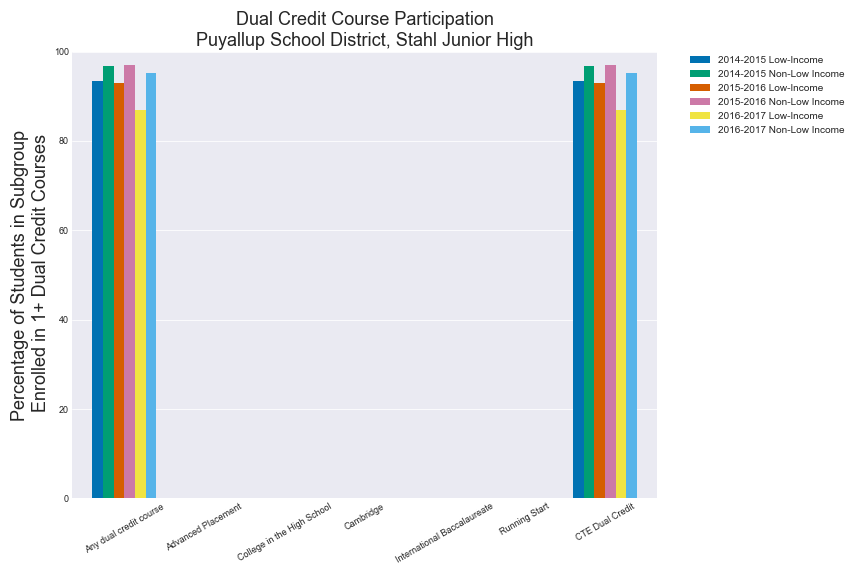 Dual Credit Course Participation
Puyallup School District, Stahl Junior High
Percentage of Students in Subgroup
Enrolled in 1+ Dual Credit Courses
100
80
60
40
20
0
Any dual credit course
Advanced Placement
College in the High School
Cambridge
International Baccalaureate
Running Start
CTE Dual Credit
2014-2015 Low-Income
2014-2015 Non-Low Income
2015-2016 Low-Income
2015-2016 Non-Low Income
2016-2017 Low-Income
2016-2017 Non-Low Income